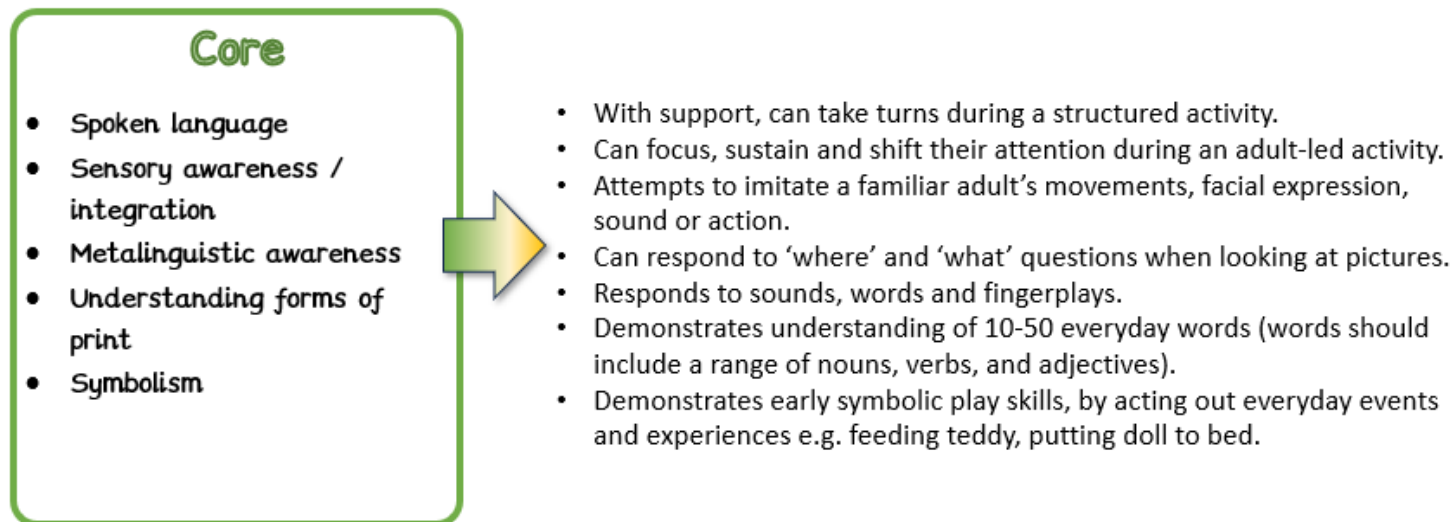 Core
• Spoken language
• Sensory awareness /
integration
• Metalinguistic awareness
• Understanding forms of
print
• Symbolism
• With support, can take turns during a structured activity.
• Can focus, sustain and shift their attention during an adult-led activity.
• Attempts to imitate a familiar adult’s movements, facial expression,
sound or action.
• Can respond to ‘where’ and ‘what’ questions when looking at pictures.
• Responds to sounds, words and fingerplays.
• Demonstrates understanding of 10-50 everyday words (words should
include a range of nouns, verbs, and adjectives).
• Demonstrates early symbolic play skills, by acting out everyday events
and experiences e.g. feeding teddy, putting doll to bed.